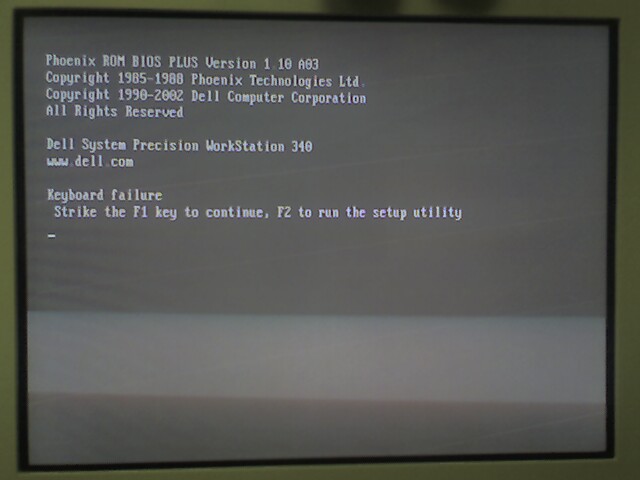 Phoenix ROM BIOS PLUS Version 1.10 A03
Copyright 1985-1988 Phoenix Technologies Ltd.
Copyright 1990-2002 Dell Computer Corporation
All Rights Reserved
Dell System Precision WorkStation 340
www.dell.com
Keyboard failure
Strike the F1 key to continue, F2 to run the setup utility
_